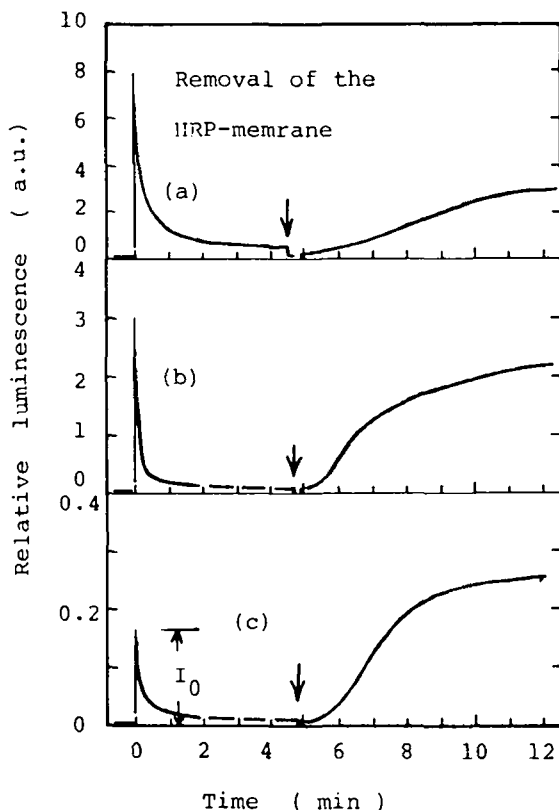 Relative luminescence ( a.u.)
10
8
6
4
2
0
Removal of the
HRP-memrane
(a)
4
3
2
1
0
(b)
0.4
0.2
0
(c)
I0
0 2 4 6 8 10 12
Time ( min )